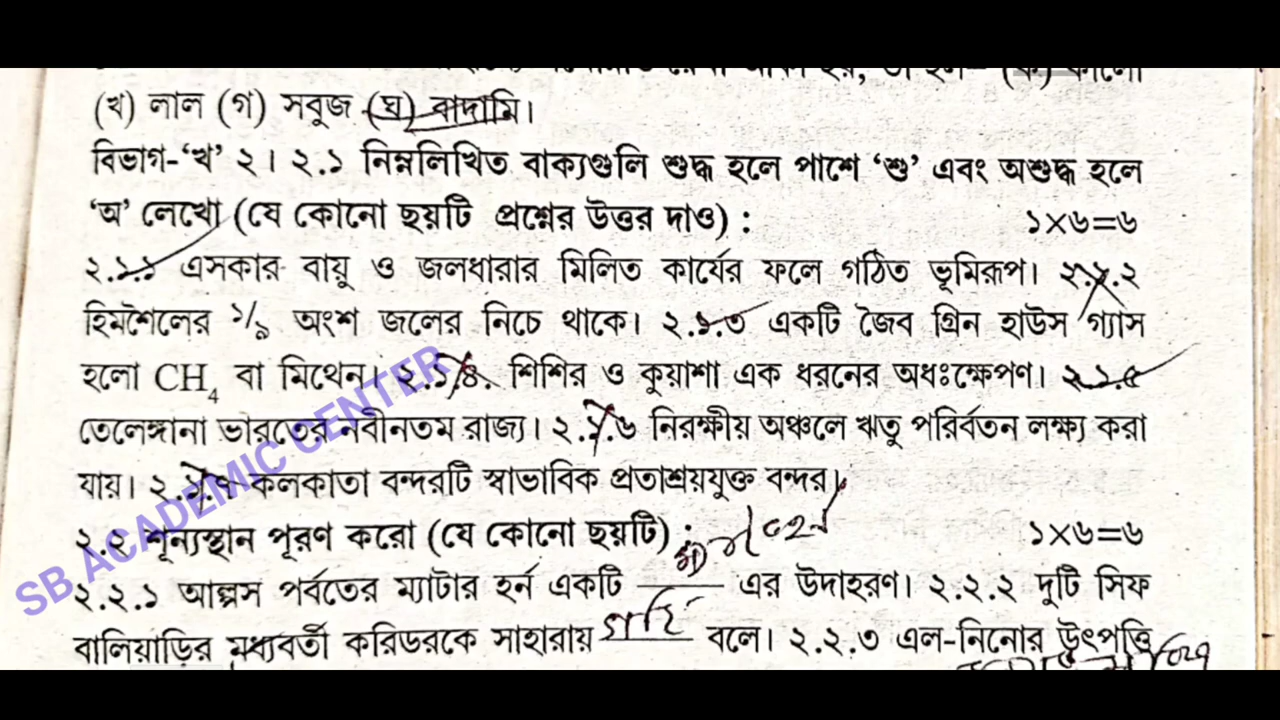 (খ) লাল (গ) সবুজ (ঘ) বাদামি।
বিভাগ-‘খ’ ২। ২.১ নিম্নলিখিত বাক্যগুলি শুদ্ধ হলে পাশে ‘শু’ এবং অশুদ্ধ হলে
‘অ’ লেখো (যে কোনো ছয়টি প্রশ্নের উত্তর দাও) : ১×৬=৬
২.১.১ এসকার বায়ু ও জলধারার মিলিত কার্যের ফলে গঠিত ভূমিরূপ। ২.১.২
হিমশৈলের ১/৯ অংশ জলের নিচে থাকে। ২.১.৩ একটি জৈব গ্রিন হাউস গ্যাস
হলো CH4 বা মিথেন। ২.১.৪. শিশির ও কুয়াশা এক ধরনের অধঃক্ষেপণ। ২.১.৫
তেলেঙ্গানা ভারতের নবীনতম রাজ্য। ২.১.৬ নিরক্ষীয় অঞ্চলে ঋতু পরিবর্তন লক্ষ্য করা
যায়। ২.১.৭ কলকাতা বন্দরটি স্বাভাবিক প্রতাশ্রয়যুক্ত বন্দর।
২.২ শূন্যস্থান পূরণ করো (যে কোনো ছয়টি) : ১×৬=৬
২.২.১ আল্পস পর্বতের ম্যাটার হর্ন একটি ______ এর উদাহরণ। ২.২.২ দুটি সিফ
বালিয়াড়ির মধ্যবর্তী করিডরকে সাহারায় ______ বলে। ২.২.৩ এল-নিনোর উৎপত্তি
SB ACADEMIC CENTER